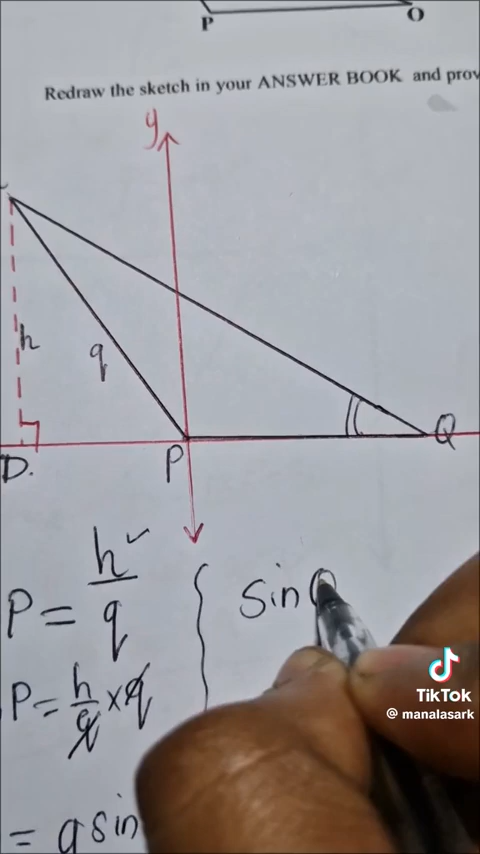 P O
Redraw the sketch in your ANSWER BOOK and prov
y
h
q
Q
D. P
P = h/q
sin Q
P = h/q × q
= q sin
TikTok
@ manalasark